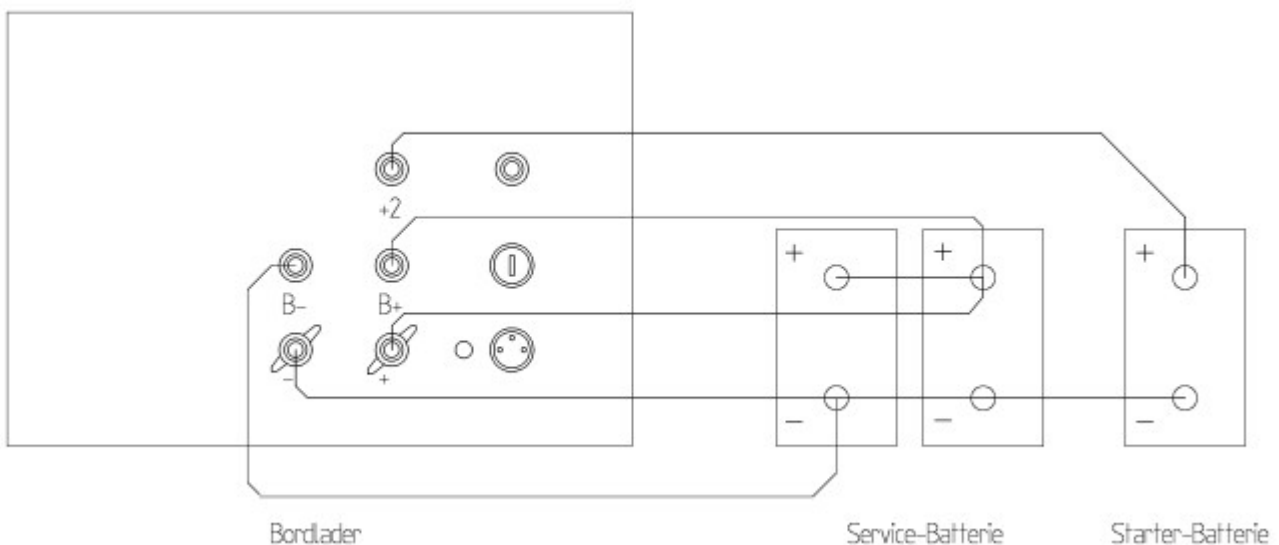 +2
+ + +
B- B+
- +
- - -
Bordlader Service-Batterie Starter-Batterie